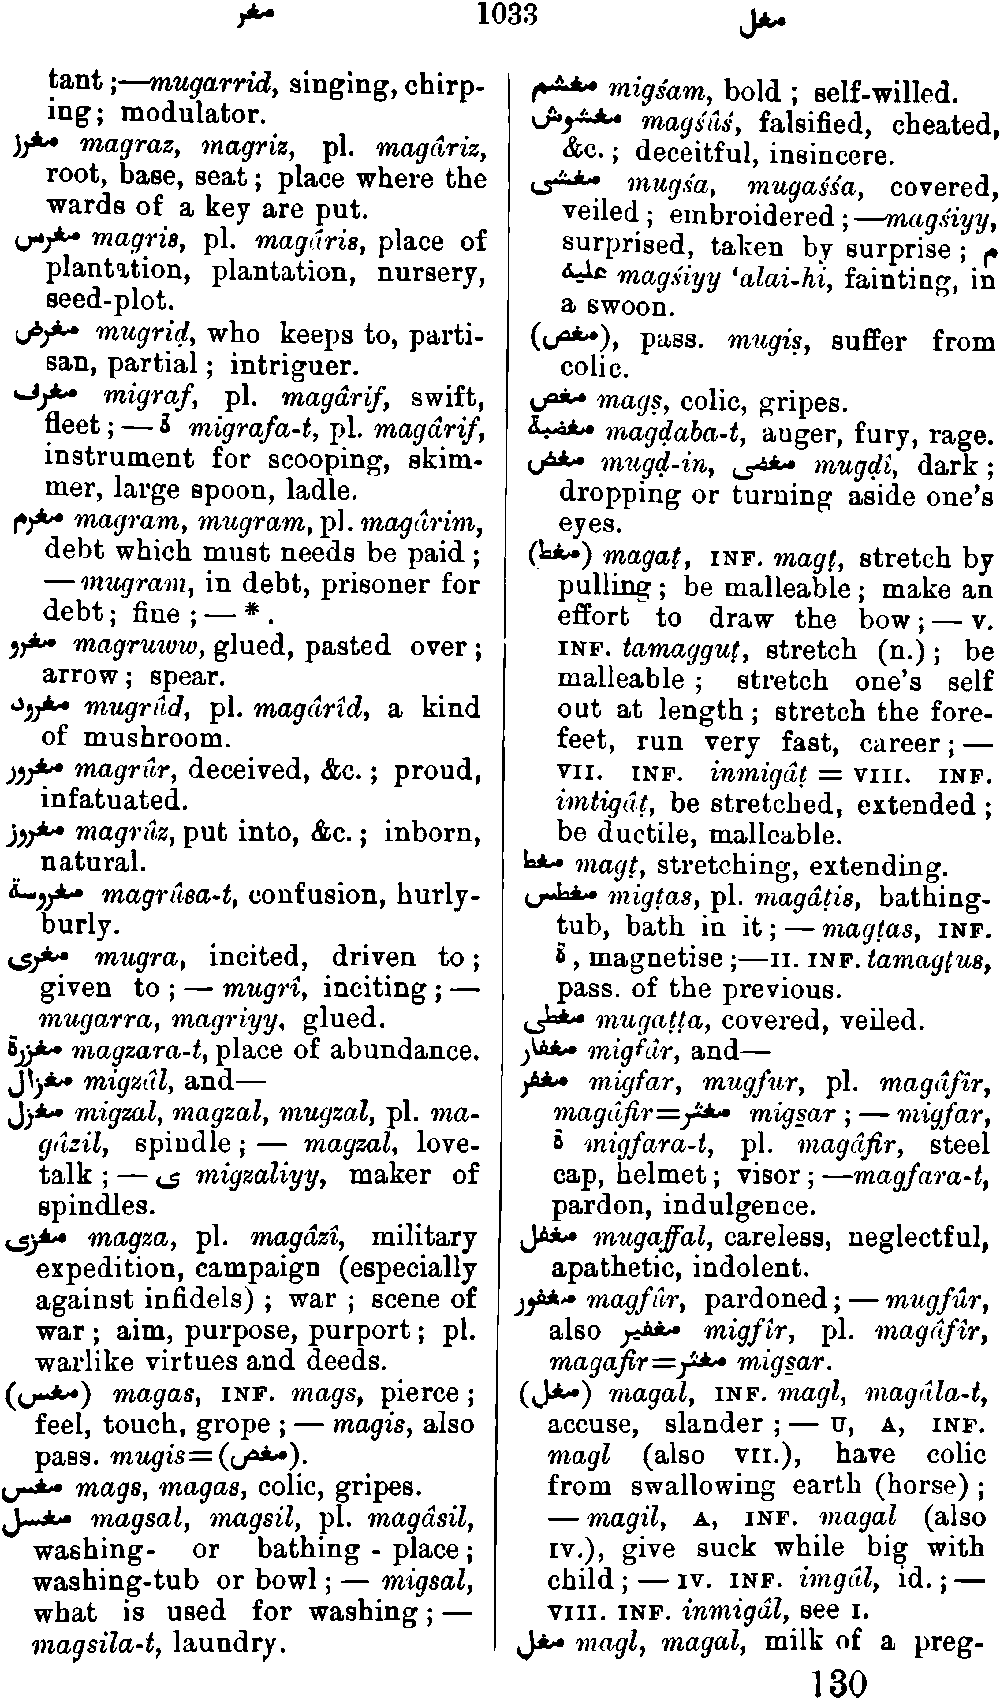 مغر 1033 مغل
tant ;—mugarrid, singing, chirp-
ing; modulator.
مغرز magraz, magriz, pl. magâriz,
root, base, seat ; place where the
wards of a key are put.
مغرس magris, pl. magâris, place of
plantation, plantation, nursery,
seed-plot.
مغرض mugriḍ, who keeps to, parti-
san, partial ; intriguer.
مغرف migraf, pl. magârif, swift,
fleet ; — ة migrafa-t, pl. magârif,
instrument for scooping, skim-
mer, large spoon, ladle.
مغرم magram, mugram, pl. magârim,
debt which must needs be paid ;
— mugram, in debt, prisoner for
debt ; fine ; — * .
مغرو magruww, glued, pasted over ;
arrow ; spear.
مغرود mugrûd, pl. magârîd, a kind
of mushroom.
مغرور magrûr, deceived, &c. ; proud,
infatuated.
مغروز magrûz, put into, &c. ; inborn,
natural.
مغروسة magrûsa-t, confusion, hurly-
burly.
مغرى mugra, incited, driven to ;
given to ; — mugrî, inciting ; —
mugarra, magriyy, glued.
مغزرة magzara-t, place of abundance.
مغزال migzâl, and—
مغزل migzal, magzal, mugzal, pl. ma-
gâzil, spindle ; — magzal, love-
talk ; — ى migzaliyy, maker of
spindles.
مغزى magza, pl. magâzî, military
expedition, campaign (especially
against infidels) ; war ; scene of
war ; aim, purpose, purport ; pl.
warlike virtues and deeds.
(مغس) magas, INF. mags, pierce ;
feel, touch, grope ; — magis, also
pass. mugis=(مغص).
مغس mags, magas, colic, gripes.
مغسل magsal, magsil, pl. magâsil,
washing- or bathing - place ;
washing-tub or bowl ; — migsal,
what is used for washing ; —
magsila-t, laundry.
مغشم migśam, bold ; self-willed.
مغشوش magśûś, falsified, cheated,
&c. ; deceitful, insincere.
مغشى mugśa, mugaśśa, covered,
veiled ; embroidered ;—magśiyy,
surprised, taken by surprise ; م
عليه magśiyy ‘alai-hi, fainting, in
a swoon.
(مغص), pass. mugiṣ, suffer from
colic.
مغص magṣ, colic, gripes.
مغضبة magḍaba-t, auger, fury, rage.
مغض mugḍ-in, مغضى mugḍî, dark ;
dropping or turning aside one’s
eyes.
(مغط) magaṭ, INF. magṭ, stretch by
pulling ; be malleable ; make an
effort to draw the bow ; — V.
INF. tamagguṭ, stretch (n.) ; be
malleable ; stretch one’s self
out at length ; stretch the fore-
feet, run very fast, career ; —
VII. INF. inmigâṭ = VIII. INF.
imtigâṭ, be stretched, extended ;
be ductile, malleable.
مغط magṭ, stretching, extending.
مغطس migṭas, pl. magâṭis, bathing-
tub, bath in it ; — magṭas, INF.
ة , magnetise ;—II. INF. tamagṭus,
pass. of the previous.
مغطى mugaṭṭa, covered, veiled.
مغفار migfâr, and—
مغفر migfar, mugfur, pl. magâfîr,
magâfir=مغثر migs̱ar ; — migfar,
ة migfara-t, pl. magâfir, steel
cap, helmet ; visor ; —magfara-t,
pardon, indulgence.
مغفل mugaffal, careless, neglectful,
apathetic, indolent.
مغفور magfûr, pardoned ; — mugfûr,
also مغفير migfîr, pl. magâfîr,
magafir=مغثر migs̱ar.
(مغل) magal, INF. magl, magâla-t,
accuse, slander ; — U, A, INF.
magl (also VII.), have colic
from swallowing earth (horse) ;
— magil, A, INF. magal (also
IV.), give suck while big with
child ; — IV. INF. imgâl, id. ; —
VIII. INF. inmigâl, see I.
مغل magl, magal, milk of a preg-
130